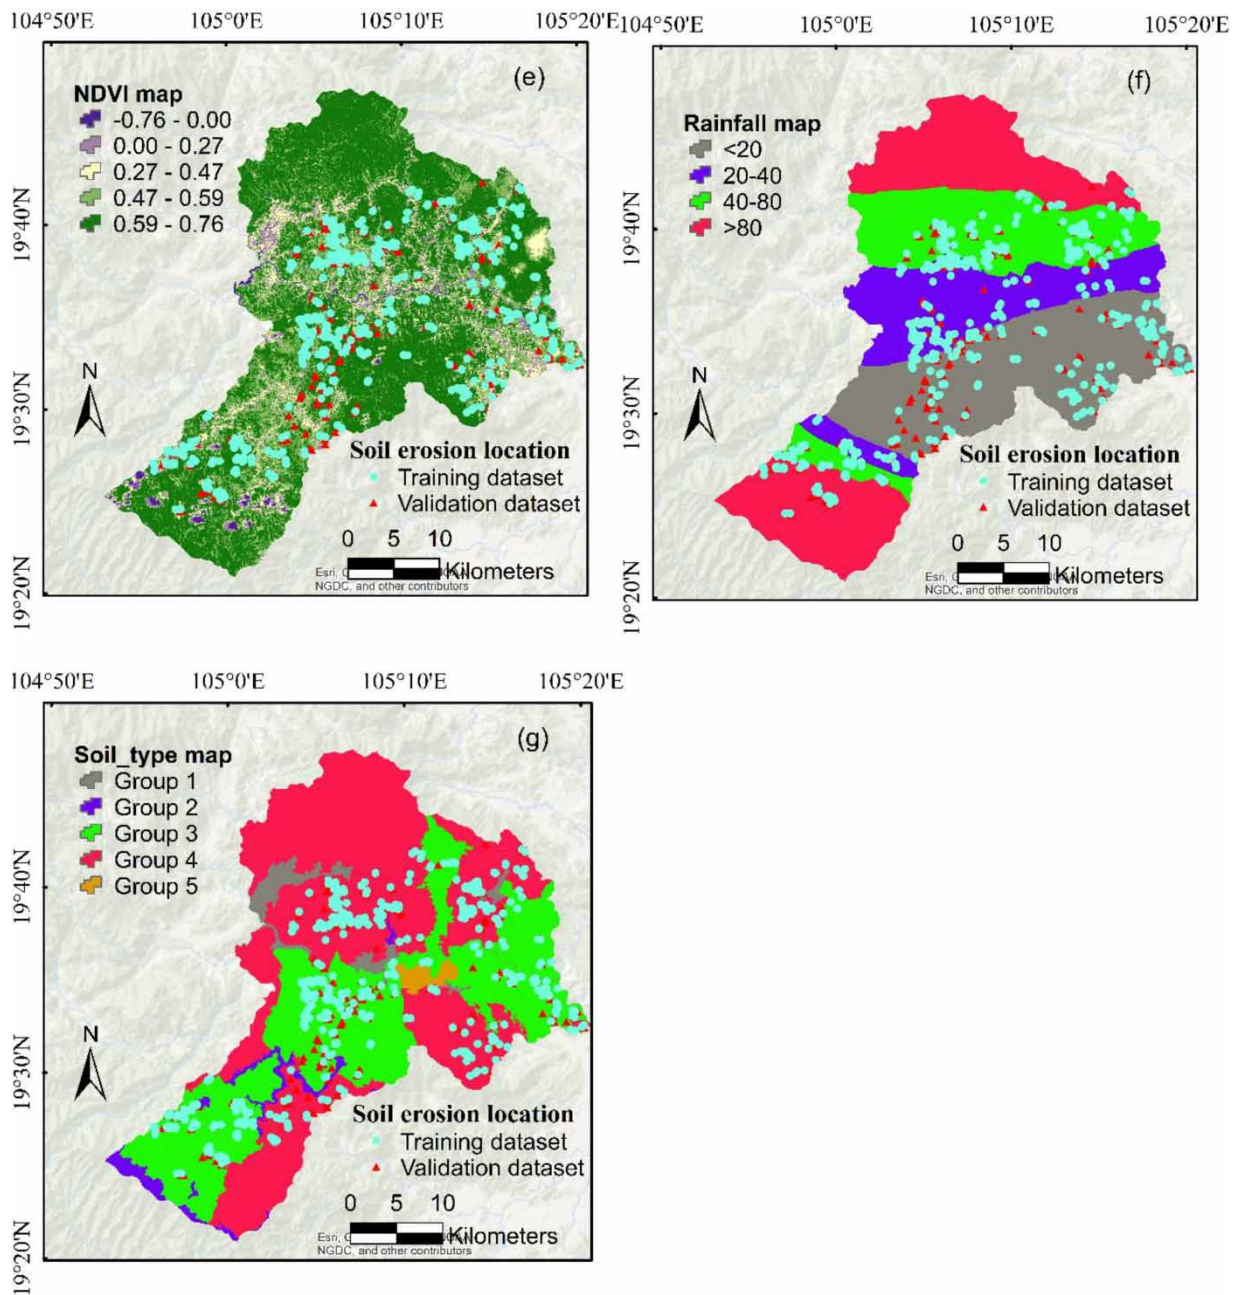 104°50'E 105°0'E 105°10'E 105°20'E
(e)
NDVI map
-0.76 - 0.00
0.00 - 0.27
0.27 - 0.47
0.47 - 0.59
0.59 - 0.76
19°40'N
19°30'N
19°20'N
N
Soil erosion location
Training dataset
Validation dataset
0 5 10
Kilometers
Esri,
NGDC, and other contributors
104°50'E 105°0'E 105°10'E 105°20'E
(f)
Rainfall map
<20
20-40
40-80
>80
19°40'N
19°30'N
19°20'N
N
Soil erosion location
Training dataset
Validation dataset
0 5 10
Kilometers
Esri,
NGDC, and other contributors
104°50'E 105°0'E 105°10'E 105°20'E
(g)
Soil_type map
Group 1
Group 2
Group 3
Group 4
Group 5
19°40'N
19°30'N
19°20'N
N
Soil erosion location
Training dataset
Validation dataset
0 5 10
Kilometers
Esri,
NGDC, and other contributors